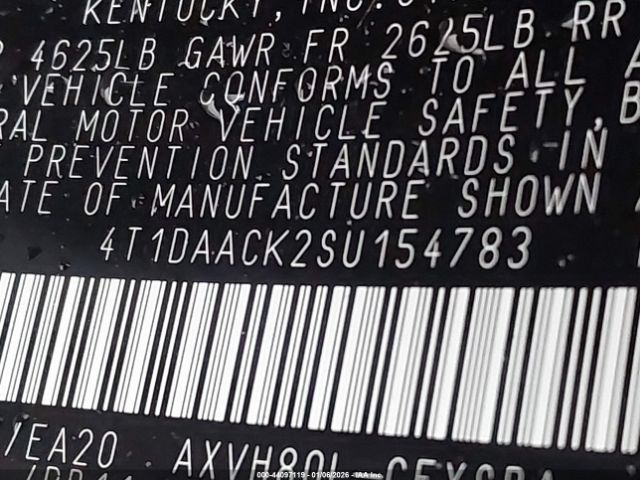 KENTUCKY, INC.
4625LB GAWR FR 2625LB RR
VEHICLE CONFORMS TO ALL
RAL MOTOR VEHICLE SAFETY, B
PREVENTION STANDARDS IN
ATE OF MANUFACTURE SHOWN
4T1DAACK2SU154783
/EA20 AXVH80L-CEXGBA
000-44097119 - 01/06/2026 - IAA Inc.